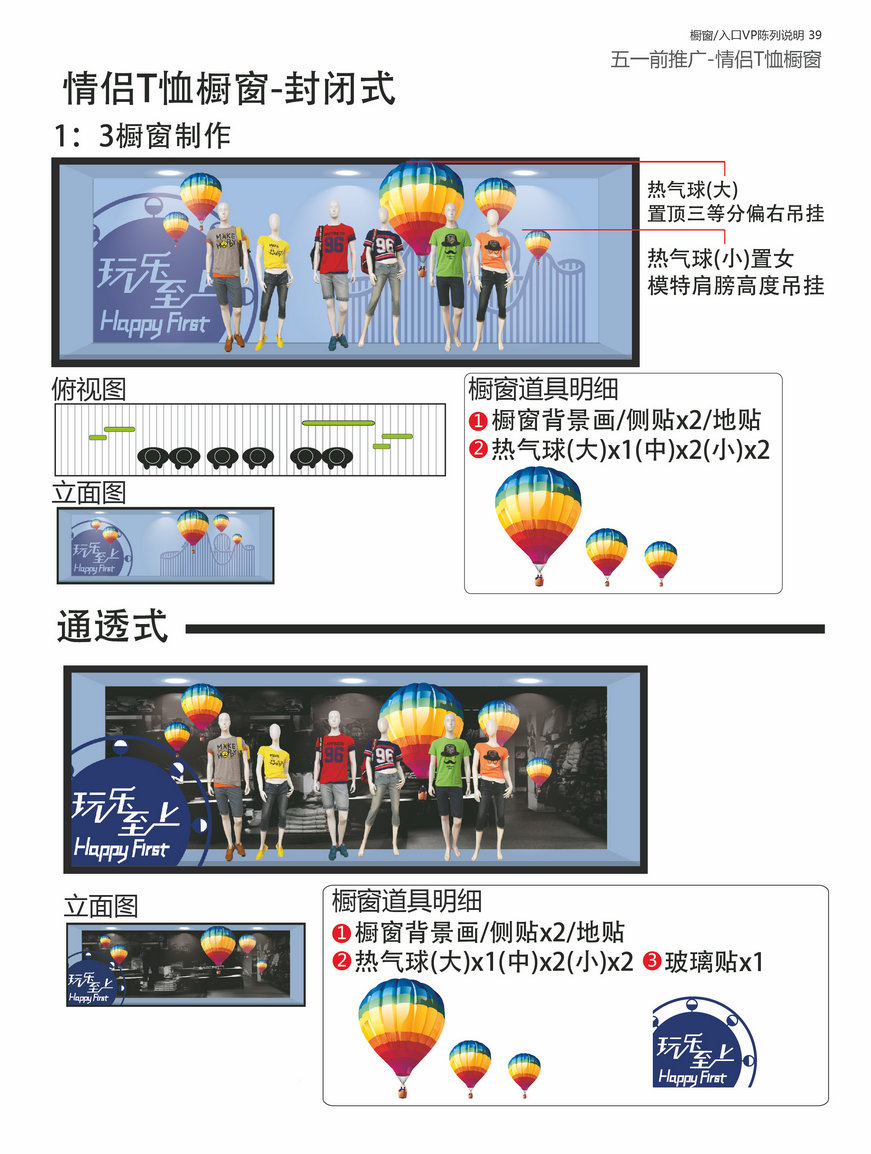 橱窗/入口VP陈列说明 39
五一前推广-情侣T恤橱窗
情侣T恤橱窗-封闭式
1：3橱窗制作
热气球(大)
置顶三等分偏右吊挂
热气球(小)置女
模特肩膀高度吊挂
玩乐
至上
Happy First
MAKE
96
96
俯视图
橱窗道具明细
1 橱窗背景画/侧贴x2/地贴
2 热气球(大)x1(中)x2(小)x2
立面图
玩乐
至上
Happy First
通透式
MAKE
96
96
玩乐
至上
Happy First
立面图
玩乐
至上
Happy First
橱窗道具明细
1 橱窗背景画/侧贴x2/地贴
2 热气球(大)x1(中)x2(小)x2 3 玻璃贴x1
玩乐
至上
Happy First